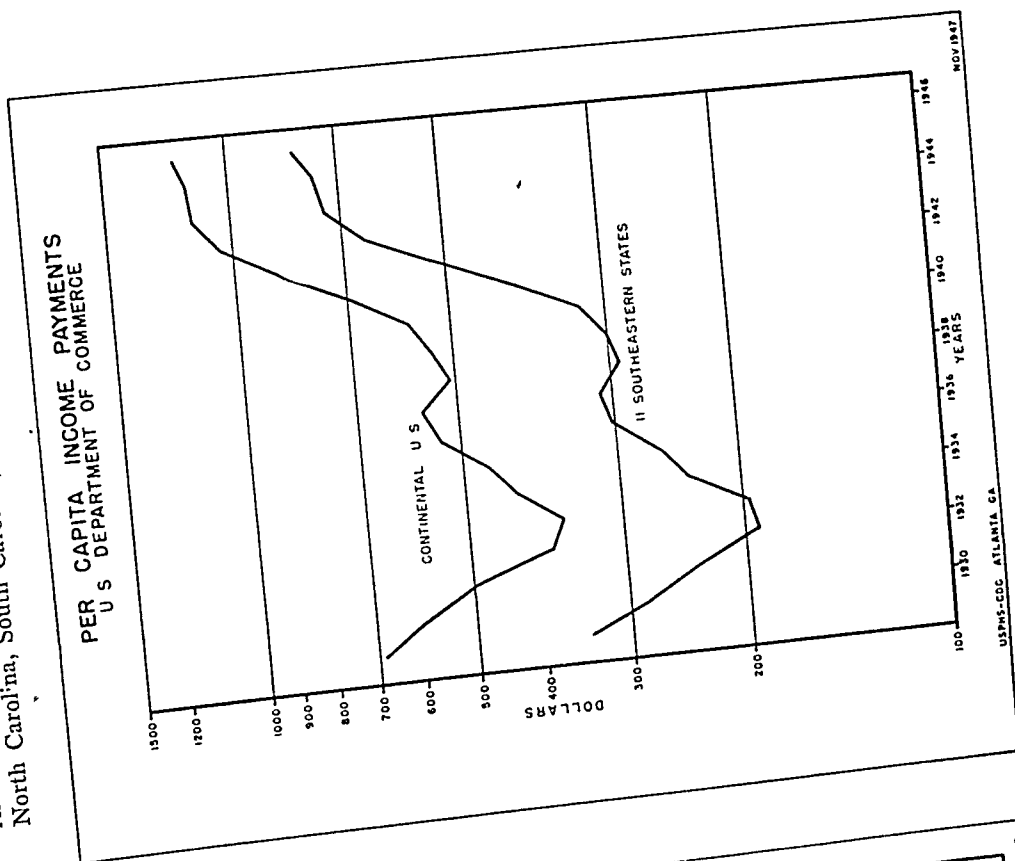 North Carolina, South
PER CAPITA INCOME PAYMENTS
U S DEPARTMENT OF COMMERCE
1500
1200
1000
900
800
700
600
500
400
300
200
100
DOLLARS
CONTINENTAL U S
11 SOUTHEASTERN STATES
1930
1932
1934
1936
1938
1940
1942
1944
1946
YEARS
USPHS-CDC ATLANTA GA
NOV 1947